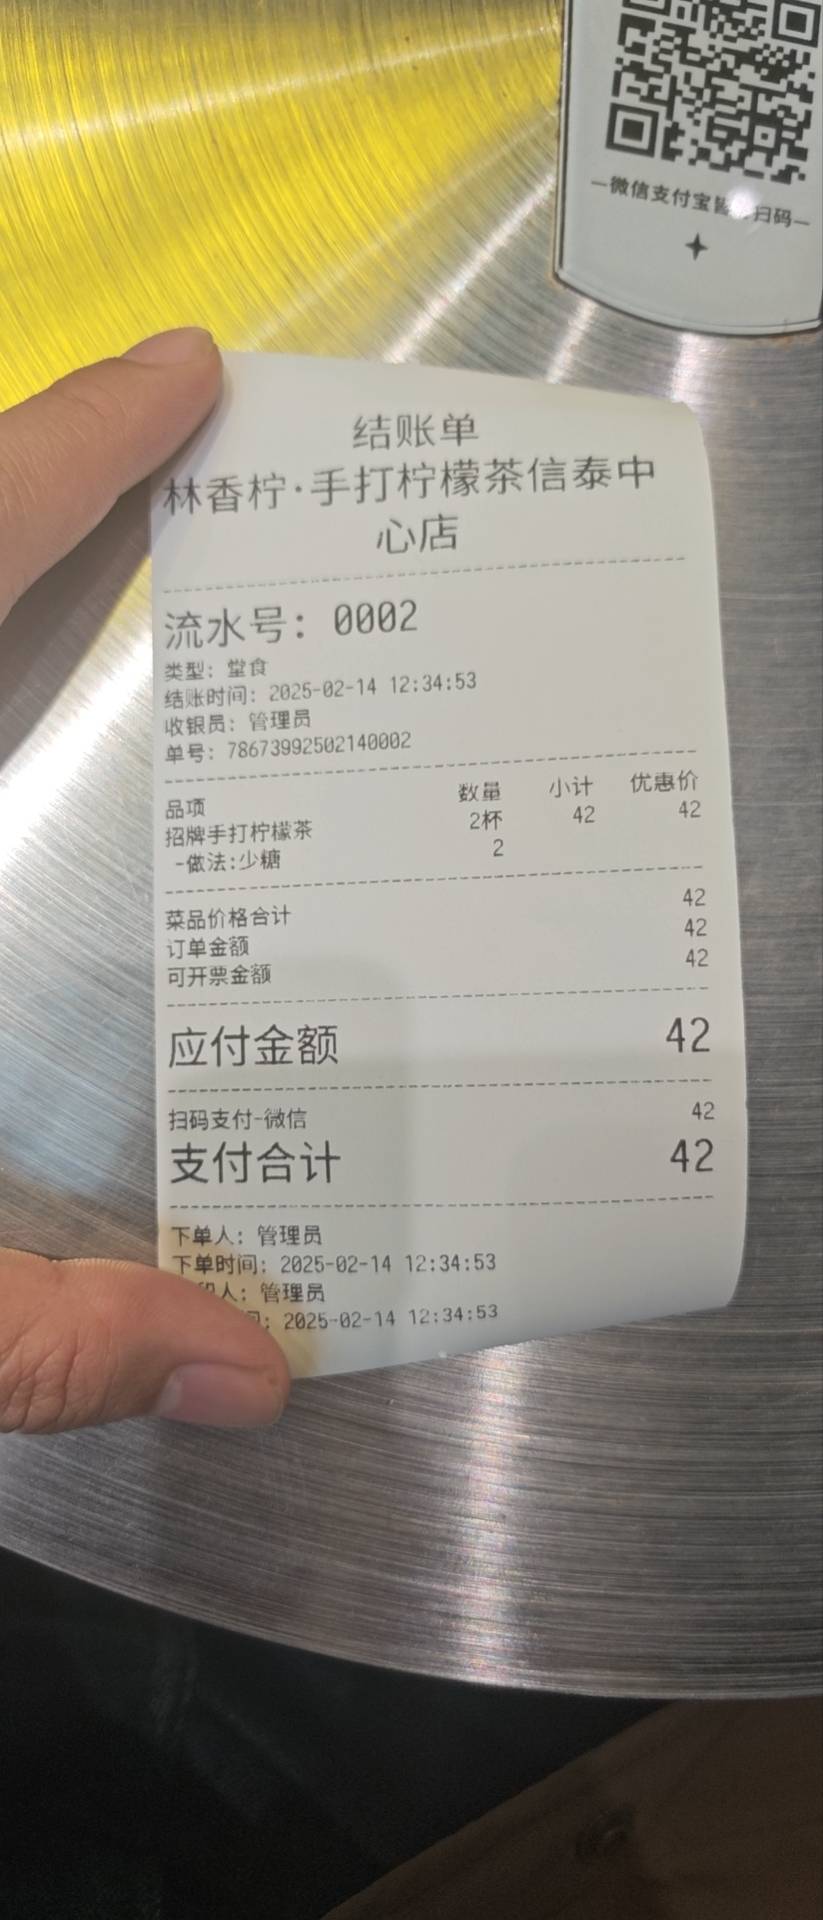 —微信支付宝皆 扫码—
结账单
林香柠·手打柠檬茶信泰中
心店
流水号: 0002
类型: 堂食
结账时间: 2025-02-14 12:34:53
收银员: 管理员
单号: 78673992502140002
品项 数量 小计 优惠价
招牌手打柠檬茶 2杯 42 42
-做法:少糖 2
菜品价格合计 42
订单金额 42
可开票金额 42
应付金额 42
扫码支付-微信 42
支付合计 42
下单人: 管理员
下单时间: 2025-02-14 12:34:53
人: 管理员
: 2025-02-14 12:34:53